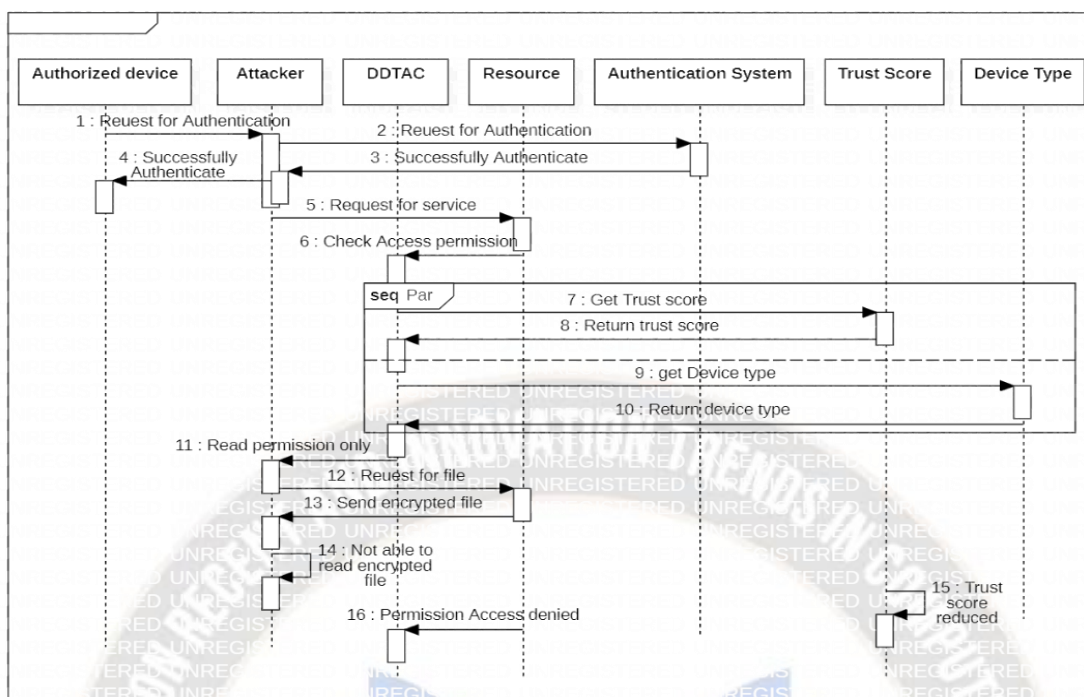 Authorized device
Attacker
DDTAC
Resource
Authentication System
Trust Score
Device Type
1 : Reuest for Authentication
2 : Reuest for Authentication
3 : Successfully Authenticate
4 : Successfully
Authenticate
5 : Request for service
6 : Check Access permission
seq Par
7 : Get Trust score
8 : Return trust score
9 : get Device type
10 : Return device type
11 : Read permission only
12 : Reuest for file
13 : Send encrypted file
14 : Not able to
read encrypted
file
15 : Trust
score
reduced
16 : Permission Access denied
UNREGISTERED
INNOVATION TRENDS ON